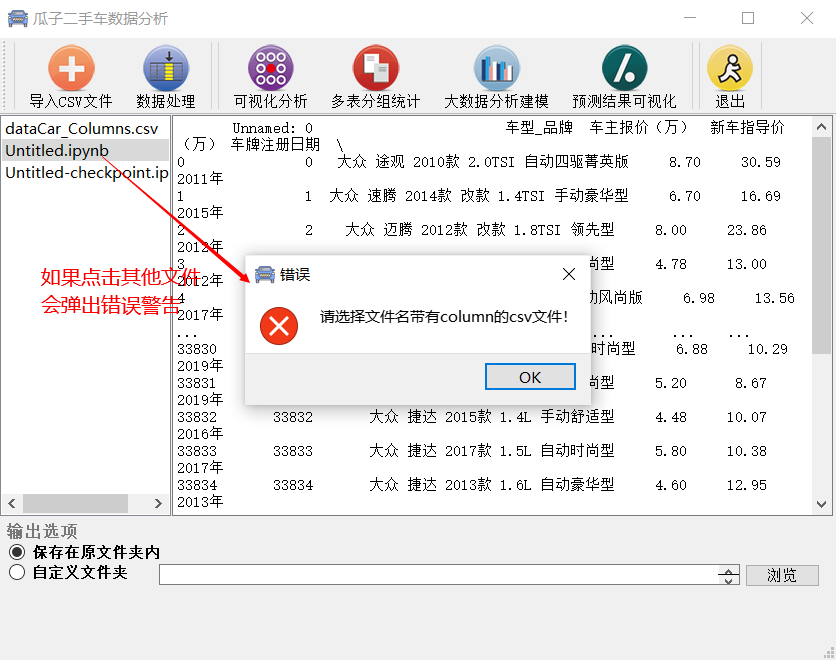 瓜子二手车数据分析
导入CSV文件 数据处理 可视化分析 多表分组统计 大数据分析建模 预测结果可视化 退出
dataCar_Columns.csv
Untitled.ipynb
Untitled-checkpoint.ip
Unnamed: 0 车型_品牌 车主报价（万） 新车指导价
（万） 车牌注册日期 \
0 0 大众 途观 2010款 2.0TSI 自动四驱菁英版 8.70 30.59
2011年
1 1 大众 速腾 2014款 改款 1.4TSI 手动豪华型 6.70 16.69
2015年
2 2 大众 迈腾 2012款 改款 1.8TSI 领先型 8.00 23.86
2012年
3 尚型 4.78 13.00
2012年
4 动风尚版 6.98 13.56
2017年
... ... ... ...
33830 时尚型 6.88 10.29
2019年
33831 尚型 5.20 8.67
2019年
33832 33832 大众 捷达 2015款 1.4L 手动舒适型 4.48 10.07
2016年
33833 33833 大众 捷达 2017款 1.5L 自动时尚型 5.80 10.38
2017年
33834 33834 大众 捷达 2013款 1.6L 自动豪华型 4.60 12.95
2013年
如果点击其他文件
会弹出错误警告
错误
请选择文件名带有column的csv文件!
OK
输出选项
保存在原文件夹内
自定义文件夹
浏览